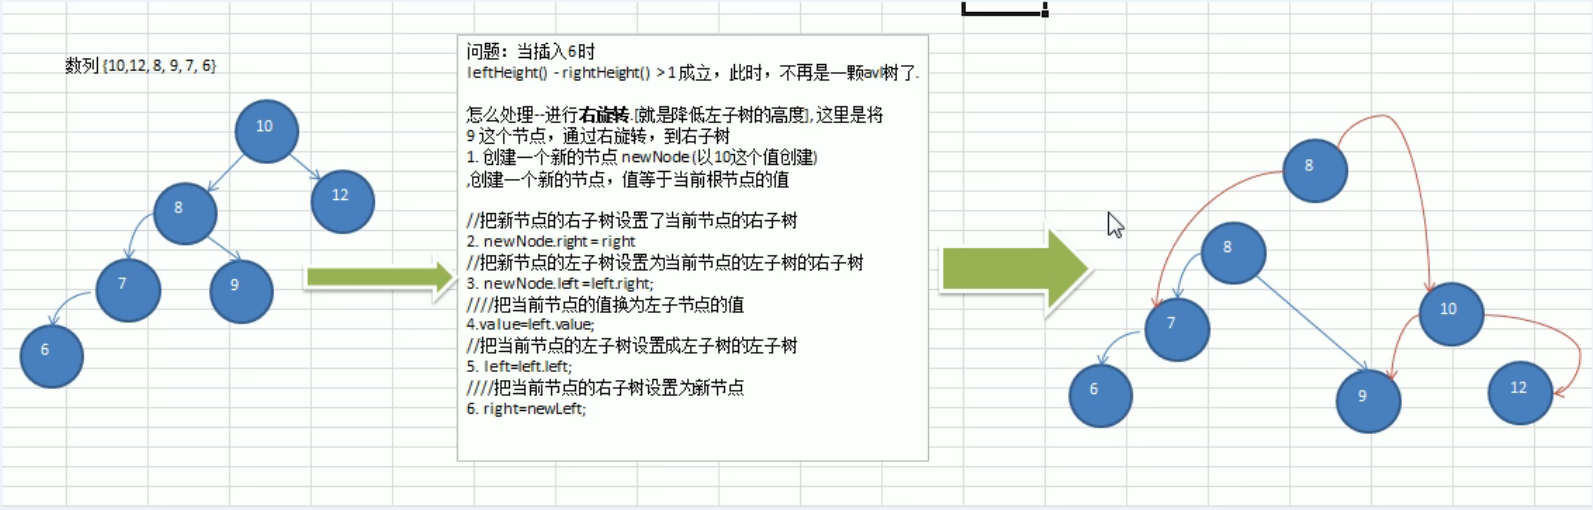 数列 {10,12, 8, 9, 7, 6}
10
8
12
7
9
6
问题：当插入6时
leftHeight() - rightHeight() > 1成立，此时，不再是一颗avl树了.
怎么处理--进行右旋转.[就是降低左子树的高度], 这里是将
9 这个节点，通过右旋转，到右子树
1. 创建一个新的节点 newNode (以10这个值创建)
,创建一个新的节点，值等于当前根节点的值
//把新节点的右子树设置了当前节点的右子树
2. newNode.right = right
//把新节点的左子树设置为当前节点的左子树的右子树
3. newNode.left =left.right;
////把当前节点的值换为左子节点的值
4.value=left.value;
//把当前节点的左子树设置成左子树的左子树
5. left=left.left;
////把当前节点的右子树设置为新节点
6. right=newLeft;
8
8
7
10
6
9
12